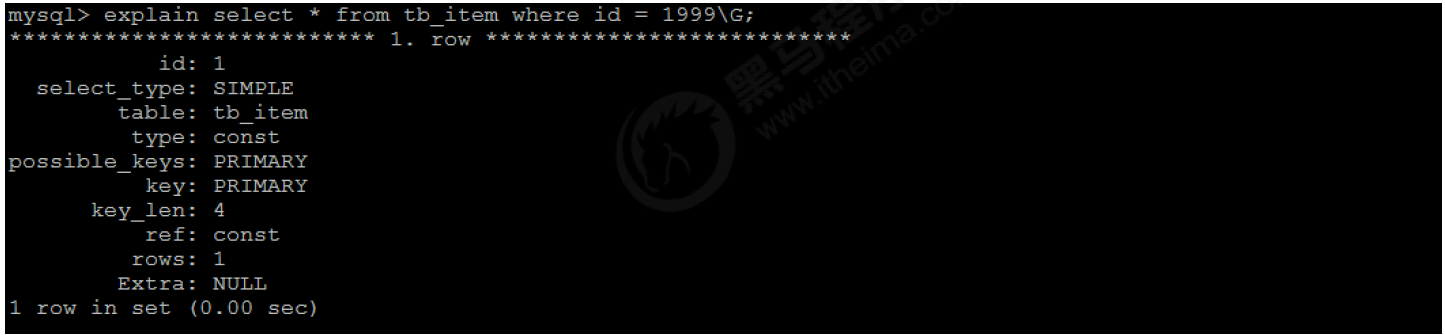 mysql> explain select * from tb_item where id = 1999\G;
*************************** 1. row ***************************
id: 1
select_type: SIMPLE
table: tb_item
type: const
possible_keys: PRIMARY
key: PRIMARY
key_len: 4
ref: const
rows: 1
Extra: NULL
1 row in set (0.00 sec)
黑马程序
www.itheima.com